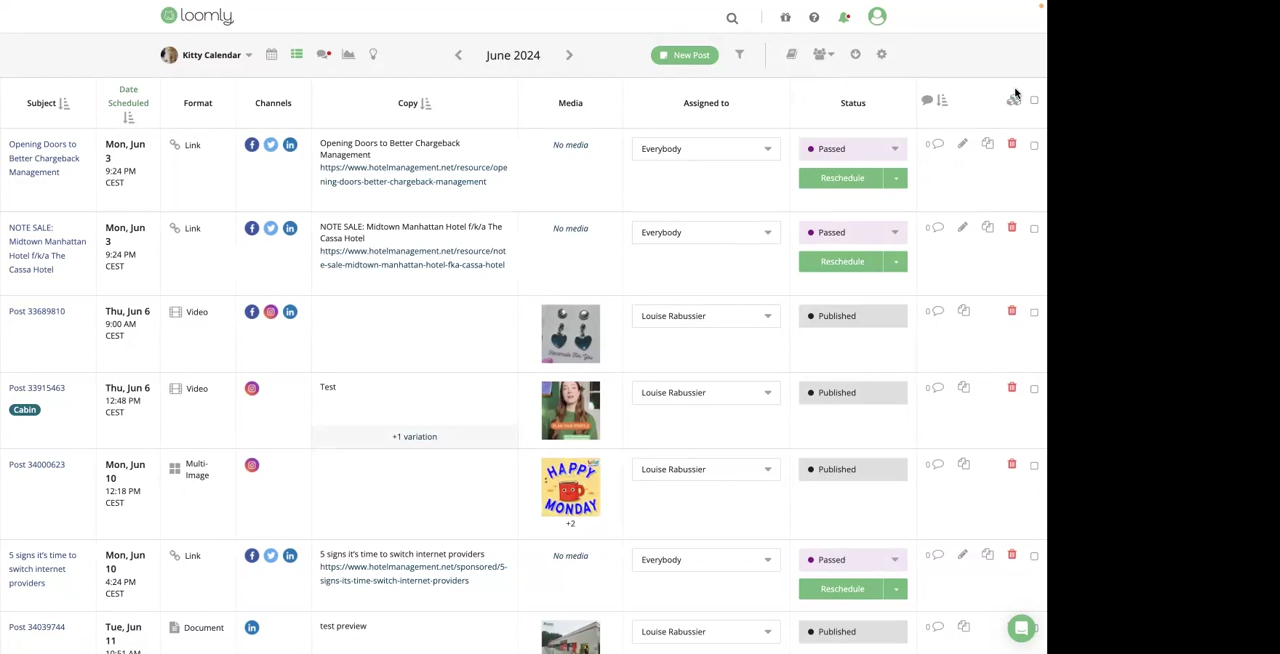 loomly
Kitty Calendar
June 2024
New Post
Subject
Date
Scheduled
Format
Channels
Copy
Media
Assigned to
Status
Opening Doors to
Better Chargeback
Management
Mon, Jun
3
9:24 PM
CEST
Link
Opening Doors to Better Chargeback
Management
https://www.hotelmanagement.net/resource/ope
ning-doors-better-chargeback-management
No media
Everybody
Passed
Reschedule
0
NOTE SALE:
Midtown Manhattan
Hotel f/k/a The
Cassa Hotel
Mon, Jun
3
9:24 PM
CEST
Link
NOTE SALE: Midtown Manhattan Hotel f/k/a The
Cassa Hotel
https://www.hotelmanagement.net/resource/not
e-sale-midtown-manhattan-hotel-fka-cassa-hotel
No media
Everybody
Passed
Reschedule
0
Post 33689810
Thu, Jun 6
9:00 AM
CEST
Video
Louise Rabussier
Published
0
Post 33915463
Cabin
Thu, Jun 6
12:48 PM
CEST
Video
Test
+1 variation
Louise Rabussier
Published
0
Post 34000623
Mon, Jun
10
12:18 PM
CEST
Multi-
Image
HAPPY
MONDAY
+2
Louise Rabussier
Published
0
5 signs it's time to
switch internet
providers
Mon, Jun
10
4:24 PM
CEST
Link
5 signs it's time to switch internet providers
https://www.hotelmanagement.net/sponsored/5-
signs-its-time-switch-internet-providers
No media
Everybody
Passed
Reschedule
0
Post 34039744
Tue, Jun
11
10:51 AM
Document
test preview
Louise Rabussier
Published
0